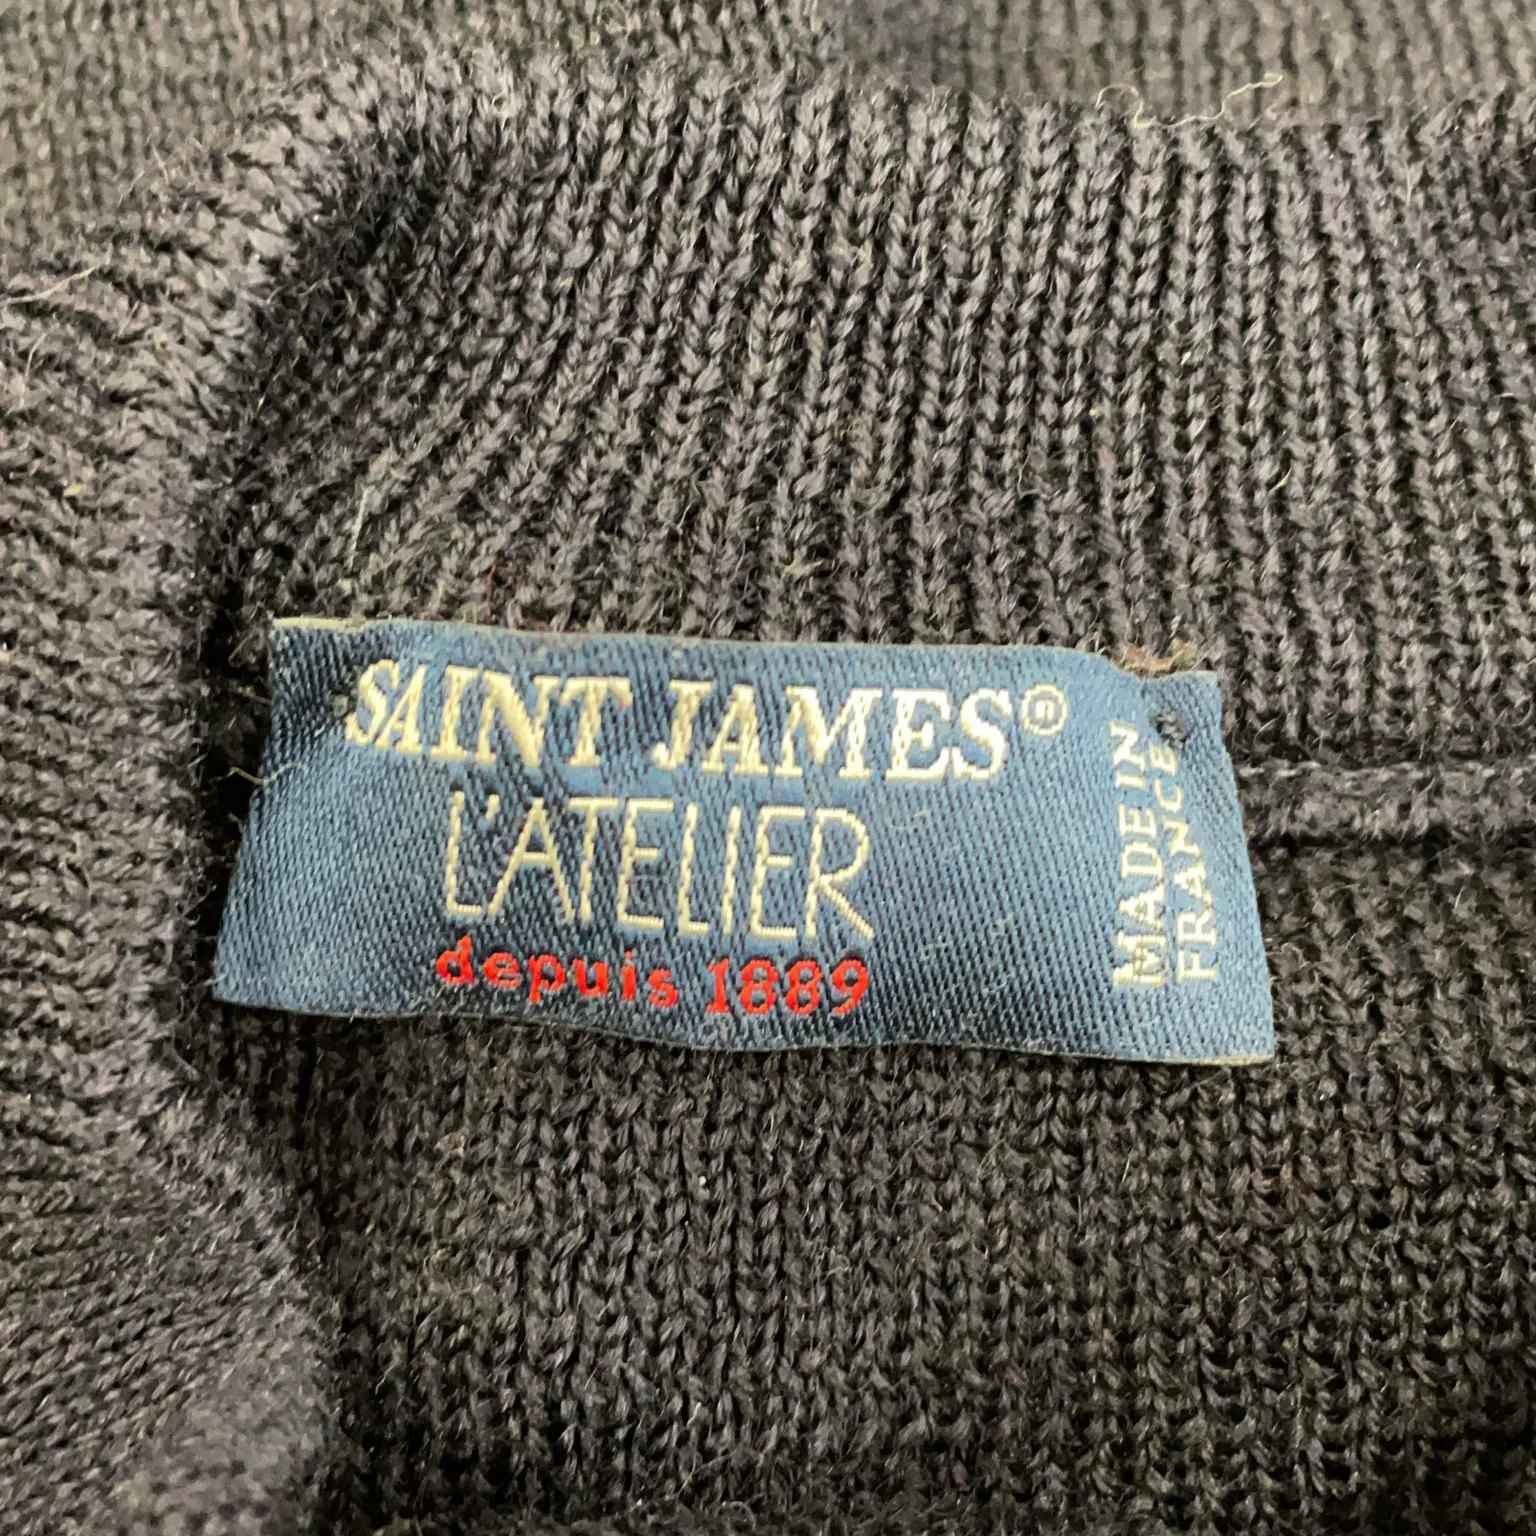 SAINT JAMES®
L'ATELIER
depuis 1889
MADE IN
FRANCE